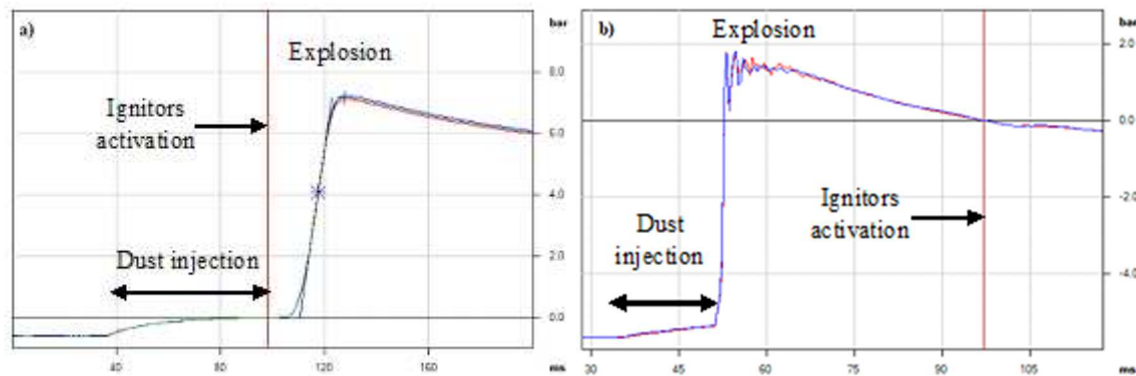 a)
bar
Explosion
8.0
Ignitors
activation
6.0
4.0
Dust injection
2.0
0.0
40
80
120
160
ms
b)
Explosion
bar
2.0
0.0
Ignitors
activation
-2.0
Dust
injection
-4.0
30
45
60
75
90
105
ms